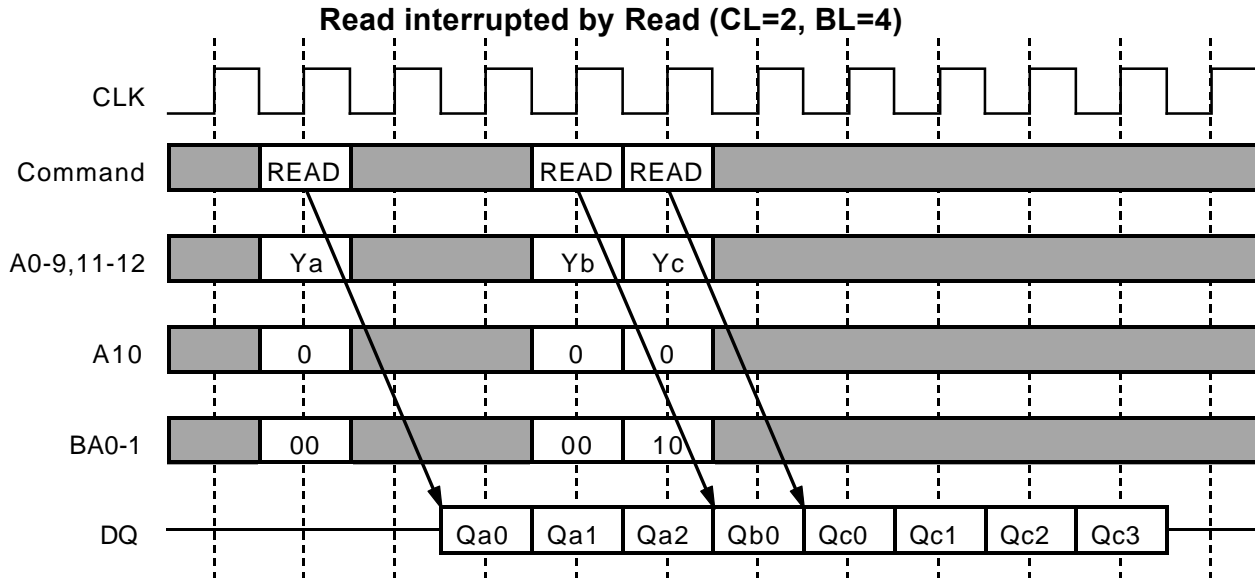 Read interrupted by Read (CL=2, BL=4)
CLK
Command READ READ READ
A0-9,11-12 Ya Yb Yc
A10 0 0 0
BA0-1 00 00 10
DQ Qa0 Qa1 Qa2 Qb0 Qc0 Qc1 Qc2 Qc3